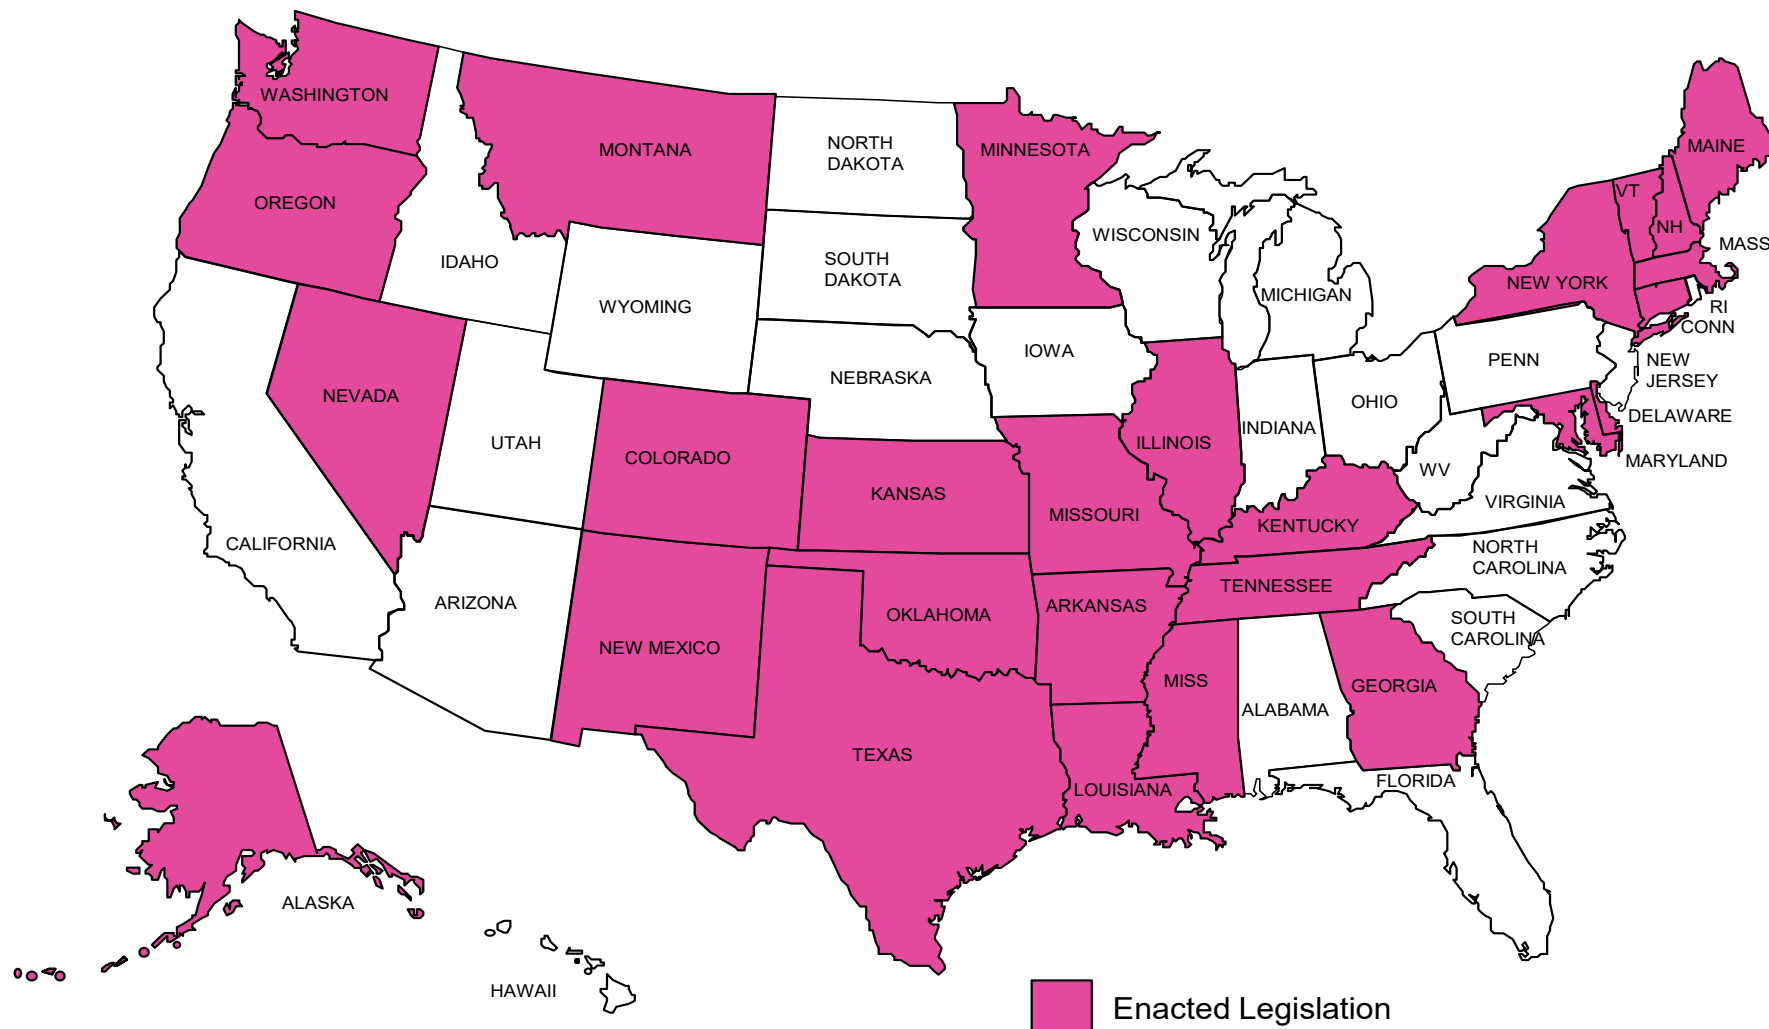 WASHINGTON
MONTANA
NORTH
DAKOTA
MINNESOTA
MAINE
VT
NH
OREGON
IDAHO
WYOMING
SOUTH
DAKOTA
WISCONSIN
MICHIGAN
NEW YORK
MASS
RI
CONN
NEVADA
UTAH
COLORADO
NEBRASKA
IOWA
ILLINOIS
INDIANA
OHIO
PENN
NEW
JERSEY
DELAWARE
MARYLAND
WV
VIRGINIA
CALIFORNIA
ARIZONA
NEW MEXICO
KANSAS
MISSOURI
KENTUCKY
TENNESSEE
NORTH
CAROLINA
SOUTH
CAROLINA
OKLAHOMA
ARKANSAS
MISS
ALABAMA
GEORGIA
TEXAS
LOUISIANA
FLORIDA
ALASKA
HAWAII
Enacted Legislation